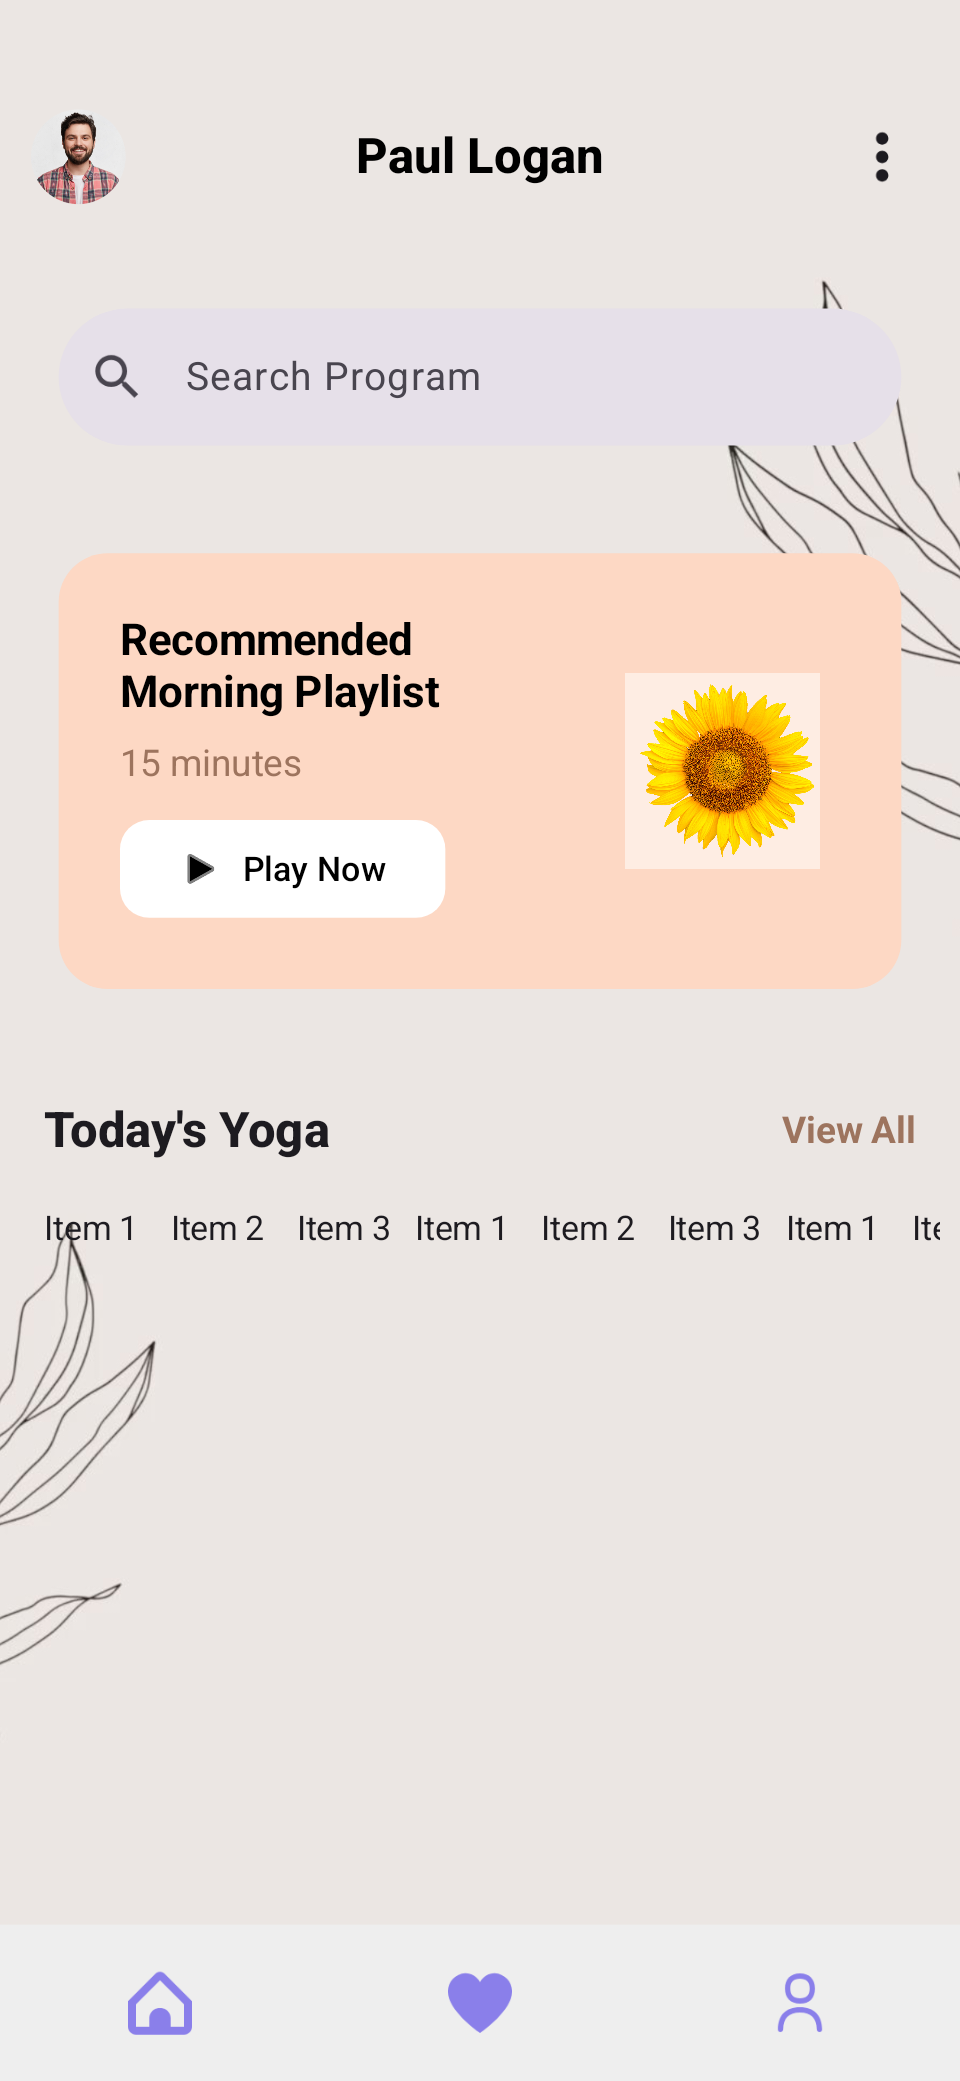 Paul Logan
Search Program
Recommended
Morning Playlist
15 minutes
Play Now
Today's Yoga View All
Item 1 Item 2 Item 3 Item 1 Item 2 Item 3 Item 1